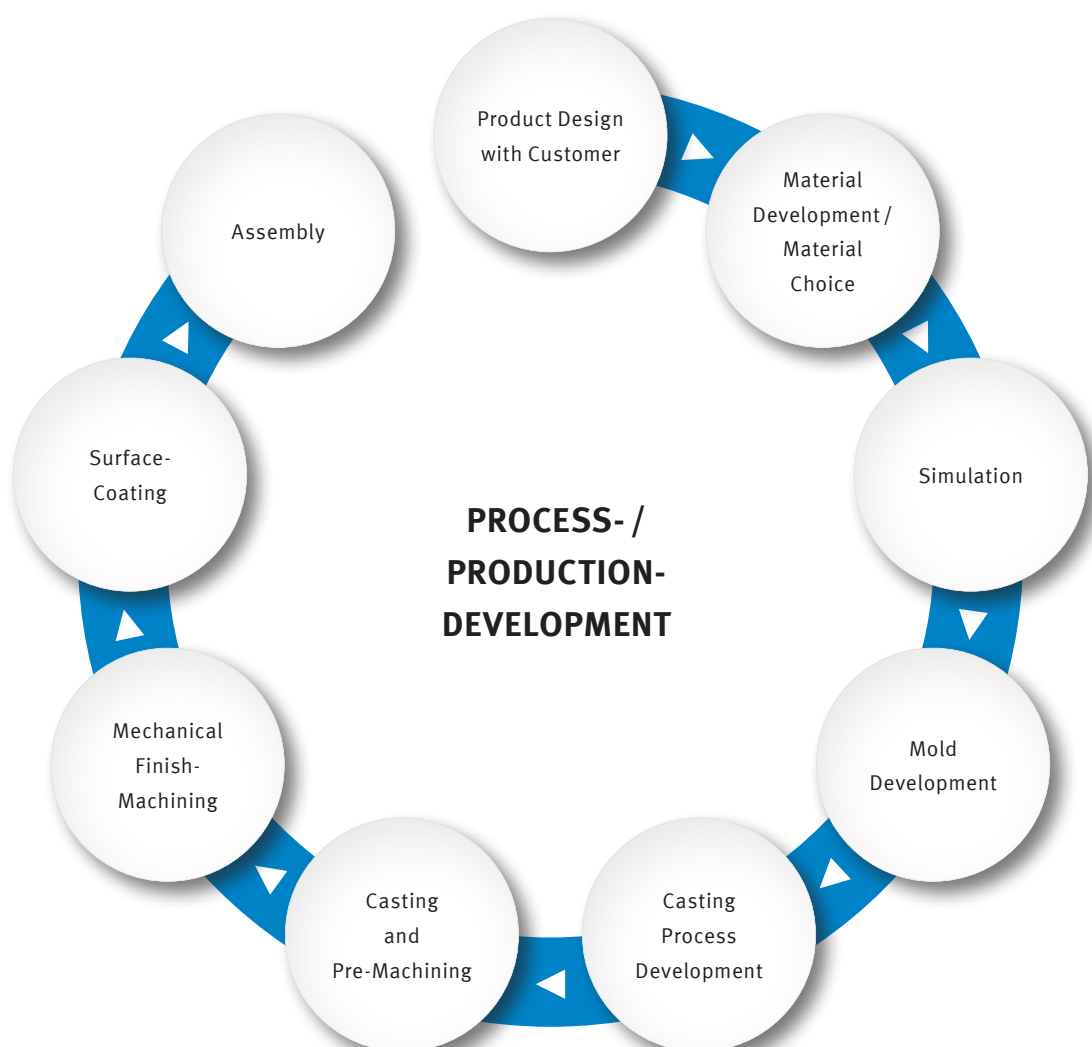 Product Design
with Customer
Material
Development /
Material
Choice
Simulation
Mold
Development
Casting
Process
Development
Casting
and
Pre-Machining
Mechanical
Finish-
Machining
Surface-
Coating
Assembly
PROCESS- /
PRODUCTION-
DEVELOPMENT